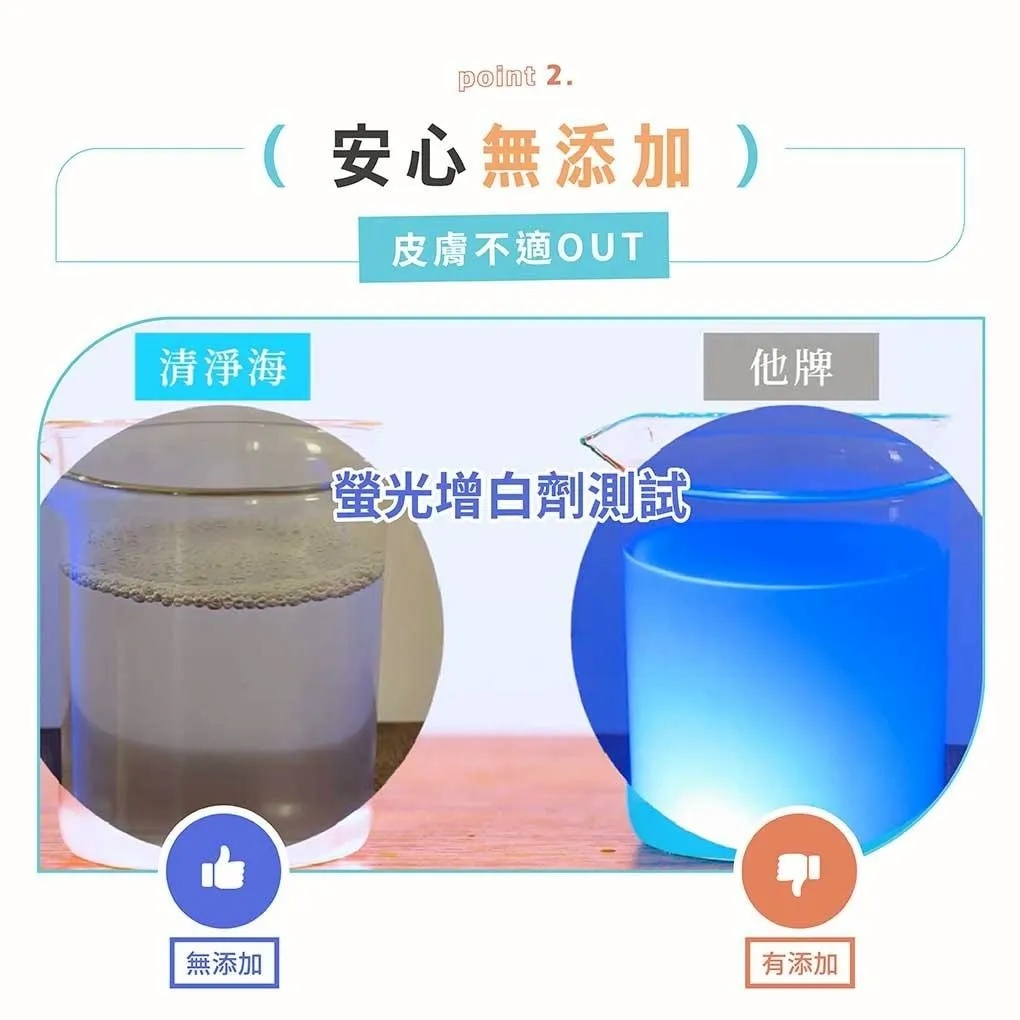 point 2.
( 安心無添加 )
皮膚不適OUT
清淨海
他牌
螢光增白劑測試
無添加
有添加